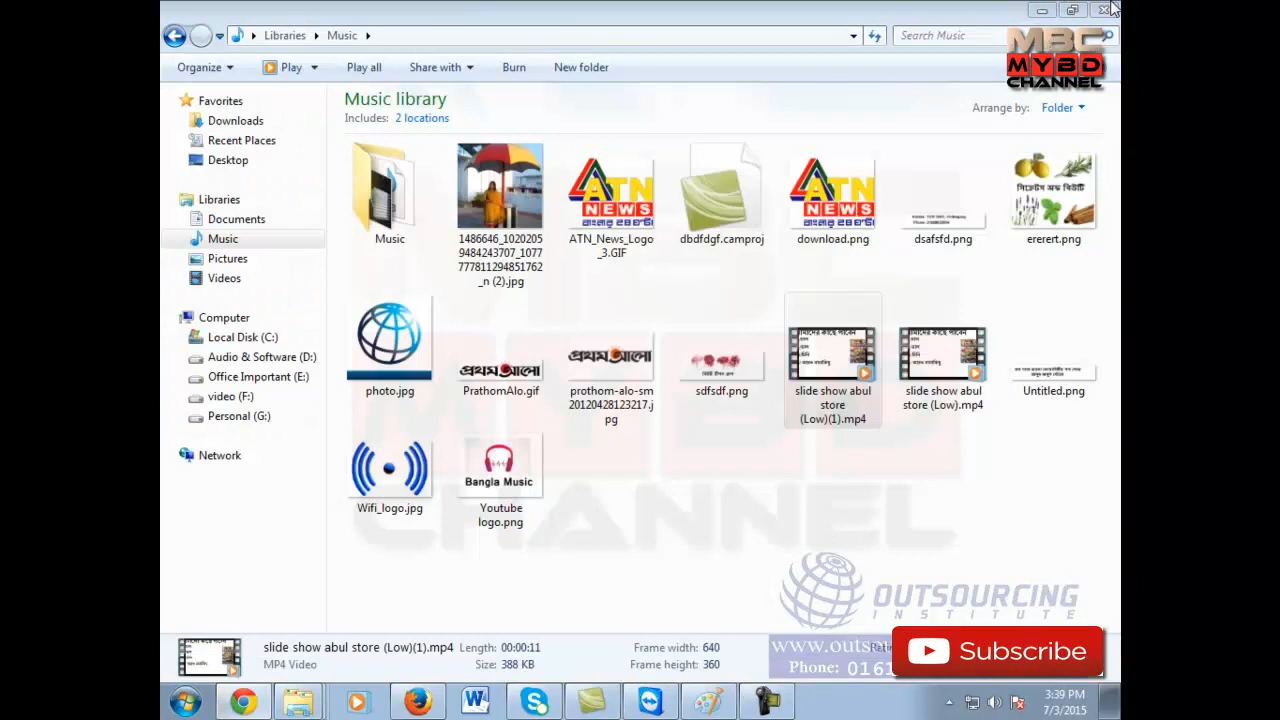 Libraries
Music
Search Music
MBC
MYBD
CHANNEL
Organize
Play
Play all
Share with
Burn
New folder
Favorites
Downloads
Recent Places
Desktop
Libraries
Documents
Music
Pictures
Videos
Computer
Local Disk (C:)
Audio & Software (D:)
Office Important (E:)
video (F:)
Personal (G:)
Network
Music library
Includes: 2 locations
Arrange by: Folder
ATN
NEWS
ATN
NEWS
সিক্রেটস অফ বিউটি
Music
1486646_1020205
9484243707_1077
777811294851762
_n (2).jpg
ATN_News_Logo
_3.GIF
dbdfdgf.camproj
download.png
dsafsfd.png
ererert.png
প্রথম আলো
প্রথম আলো
photo.jpg
PrathomAlo.gif
prothom-alo-sm
20120428123217.j
pg
sdfsdf.png
slide show abul
store
(Low)(1).mp4
slide show abul
store (Low).mp4
Untitled.png
Bangla Music
Wifi_logo.jpg
Youtube
logo.png
MYBD
CHANNEL
OUTSOURCING
INSTITUTE
slide show abul store (Low)(1).mp4
MP4 Video
Length: 00:00:11
Size: 388 KB
Frame width: 640
Frame height: 360
Phone:
Subscribe
3:39 PM
7/3/2015